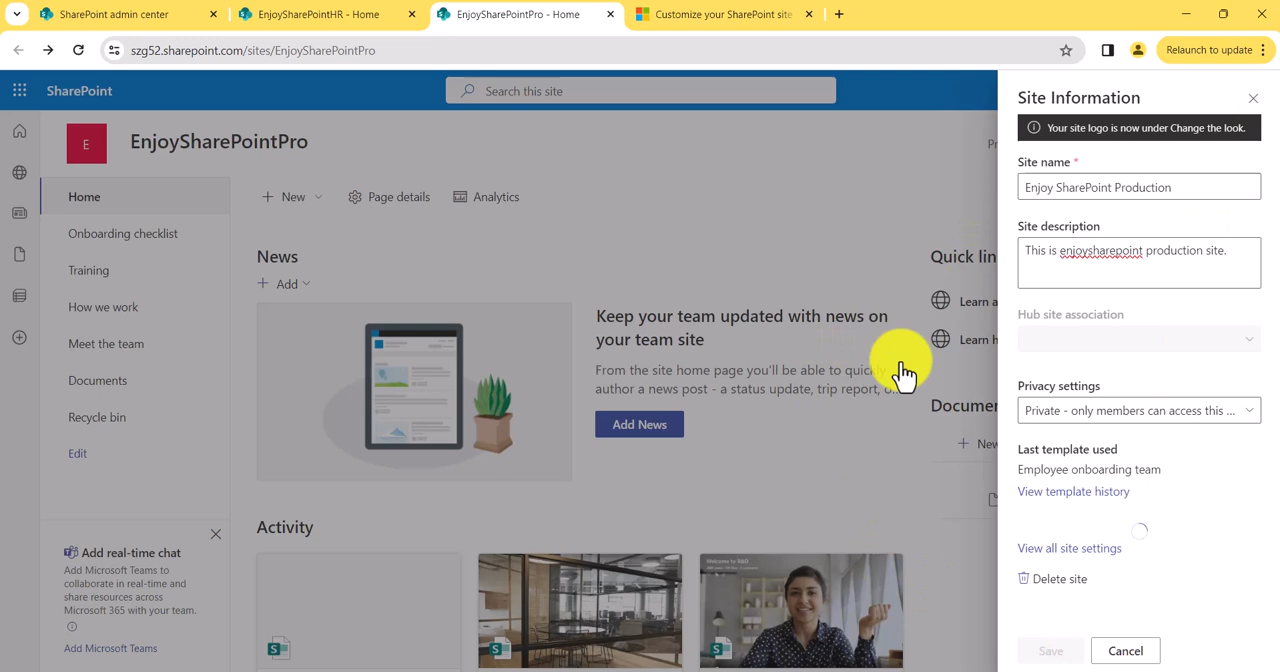 SharePoint admin center
EnjoySharePointHR - Home
EnjoySharePointPro - Home
Customize your SharePoint site
szg52.sharepoint.com/sites/EnjoySharePointPro
Relaunch to update
SharePoint
Search this site
E
EnjoySharePointPro
Home
Onboarding checklist
Training
How we work
Meet the team
Documents
Recycle bin
Edit
Add real-time chat
Add Microsoft Teams to
collaborate in real-time and
share resources across
Microsoft 365 with your team.
Add Microsoft Teams
New
Page details
Analytics
News
Add
Keep your team updated with news on
your team site
From the site home page you'll be able to quickly
author a news post - a status update, trip report, o...
Add News
Activity
Quick lin
Learn a
Learn h
Documen
New
Site Information
Your site logo is now under Change the look.
Site name *
Enjoy SharePoint Production
Site description
This is enjoysharepoint production site.
Hub site association
Privacy settings
Private - only members can access this ...
Last template used
Employee onboarding team
View template history
View all site settings
Delete site
Save
Cancel